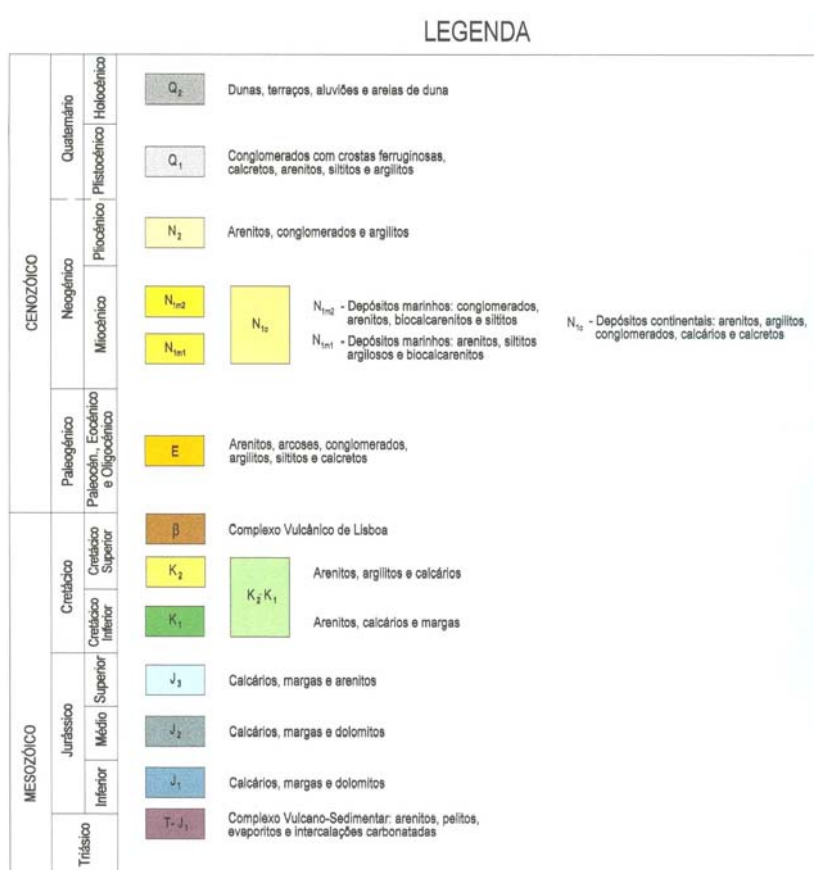 LEGENDA
CENOZÓICO
Quaternário
Holocénico
Q2
Dunas, terraços, aluviões e areias de duna
Plistocénico
Q1
Conglomerados com crostas ferruginosas,
calcretos, arenitos, siltitos e argilitos
Neogénico
Pliocénico
N2
Arenitos, conglomerados e argilitos
Miocénico
N1m2
N1m1
N1c
N1m2 - Depósitos marinhos: conglomerados,
arenitos, biocalcarenitos e siltitos
N1m1 - Depósitos marinhos: arenitos, siltitos
argilosos e biocalcarenitos
N1c - Depósitos continentais: arenitos, argilitos,
conglomerados, calcários e calcretos
Paleogénico
Paleocén., Eocénico
e Oligocénico
E
Arenitos, arcoses, conglomerados,
argilitos, siltitos e calcretos
MESOZÓICO
Cretácico
Cretácico
Superior
β
Complexo Vulcânico de Lisboa
K2
K2-K1
Arenitos, argilitos e calcários
Cretácico
Inferior
K1
Arenitos, calcários e margas
Jurássico
Superior
J3
Calcários, margas e arenitos
Médio
J2
Calcários, margas e dolomitos
Inferior
J1
Calcários, margas e dolomitos
Triásico
T-J1
Complexo Vulcano-Sedimentar: arenitos, pelitos,
evaporitos e intercalações carbonatadas